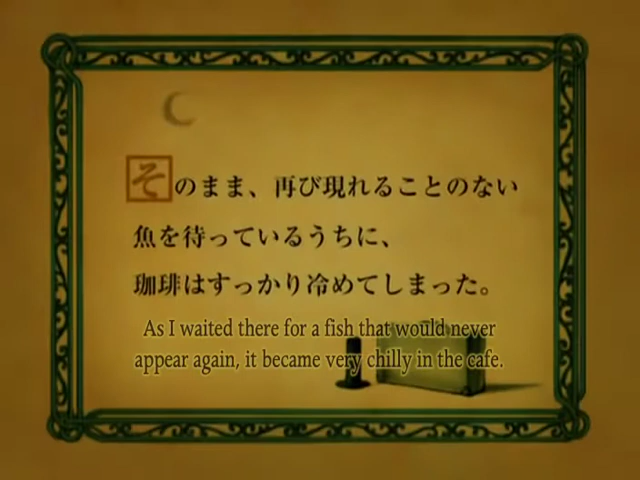 そのまま、再び現れることのない
魚を待っているうちに、
珈琲はすっかり冷めてしまった。
As I waited there for a fish that would never
appear again, it became very chilly in the cafe.